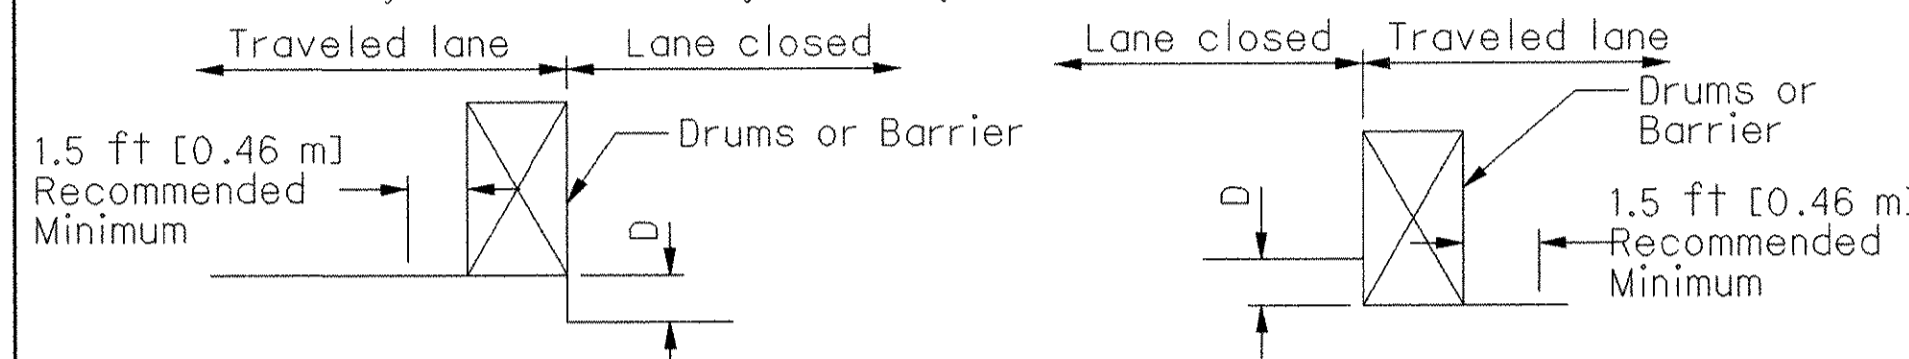 Traveled lane
Lane closed
1.5 ft [0.46 m]
Recommended
Minimum
Drums or Barrier
D
Lane closed
Traveled lane
Drums or
Barrier
D
1.5 ft [0.46 m]
Recommended
Minimum